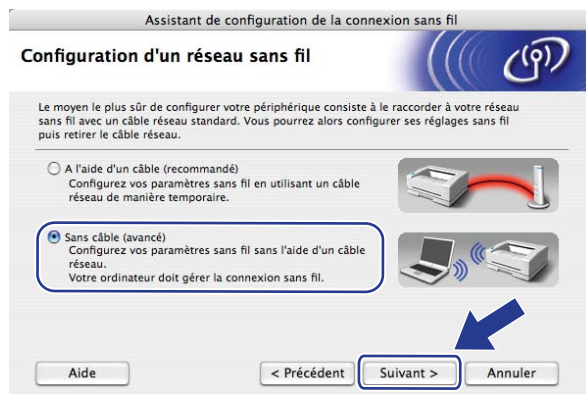 Assistant de configuration de la connexion sans fil
Configuration d'un réseau sans fil
Le moyen le plus sûr de configurer votre périphérique consiste à le raccorder à votre réseau
sans fil avec un câble réseau standard. Vous pourrez alors configurer ses réglages sans fil
puis retirer le câble réseau.
A l'aide d'un câble (recommandé)
Configurez vos paramètres sans fil en utilisant un câble
réseau de manière temporaire.
Sans câble (avancé)
Configurez vos paramètres sans fil sans l'aide d'un câble
réseau.
Votre ordinateur doit gérer la connexion sans fil.
Aide
< Précédent
Suivant >
Annuler